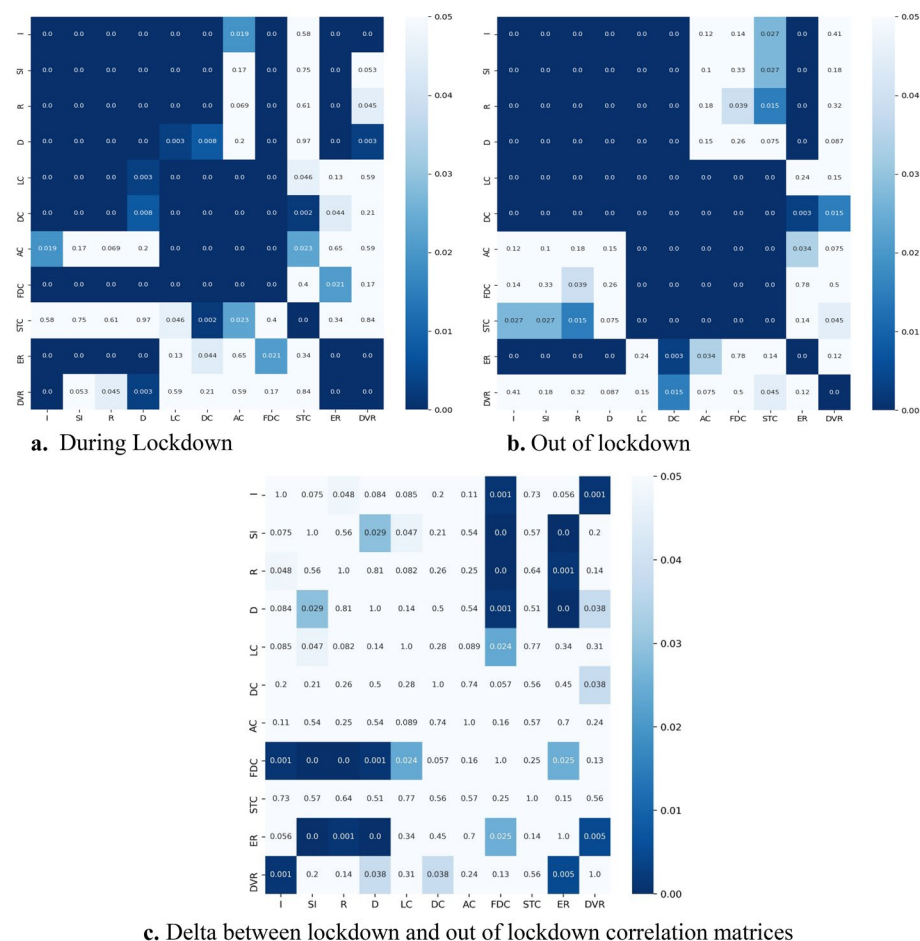 0.05
I 0.0 0.0 0.0 0.0 0.0 0.0 0.019 0.0 0.58 0.0 0.0
SI 0.0 0.0 0.0 0.0 0.0 0.0 0.17 0.0 0.75 0.0 0.053
0.04
R 0.0 0.0 0.0 0.0 0.0 0.0 0.069 0.0 0.61 0.0 0.045
D 0.0 0.0 0.0 0.0 0.003 0.008 0.2 0.0 0.97 0.0 0.003
0.03
LC 0.0 0.0 0.0 0.003 0.0 0.0 0.0 0.0 0.046 0.13 0.59
DC 0.0 0.0 0.0 0.008 0.0 0.0 0.0 0.0 0.002 0.044 0.21
0.02
AC 0.019 0.17 0.069 0.2 0.0 0.0 0.0 0.0 0.023 0.65 0.59
FDC 0.0 0.0 0.0 0.0 0.0 0.0 0.0 0.0 0.4 0.021 0.17
0.01
STC 0.58 0.75 0.61 0.97 0.046 0.002 0.023 0.4 0.0 0.34 0.84
ER 0.0 0.0 0.0 0.0 0.13 0.044 0.65 0.021 0.34 0.0 0.0
DVR 0.0 0.053 0.045 0.003 0.59 0.21 0.59 0.17 0.84 0.0 0.0
0.00
I SI R D LC DC AC FDC STC ER DVR
a. During Lockdown
0.05
I 0.0 0.0 0.0 0.0 0.0 0.0 0.12 0.14 0.027 0.0 0.41
SI 0.0 0.0 0.0 0.0 0.0 0.0 0.1 0.33 0.027 0.0 0.18
0.04
R 0.0 0.0 0.0 0.0 0.0 0.0 0.18 0.039 0.015 0.0 0.32
D 0.0 0.0 0.0 0.0 0.0 0.0 0.15 0.26 0.075 0.0 0.087
0.03
LC 0.0 0.0 0.0 0.0 0.0 0.0 0.0 0.0 0.0 0.24 0.15
DC 0.0 0.0 0.0 0.0 0.0 0.0 0.0 0.0 0.0 0.003 0.015
0.02
AC 0.12 0.1 0.18 0.15 0.0 0.0 0.0 0.0 0.0 0.034 0.075
FDC 0.14 0.33 0.039 0.26 0.0 0.0 0.0 0.0 0.0 0.78 0.5
0.01
STC 0.027 0.027 0.015 0.075 0.0 0.0 0.0 0.0 0.0 0.14 0.045
ER 0.0 0.0 0.0 0.0 0.24 0.003 0.034 0.78 0.14 0.0 0.12
DVR 0.41 0.18 0.32 0.087 0.15 0.015 0.075 0.5 0.045 0.12 0.0
0.00
I SI R D LC DC AC FDC STC ER DVR
b. Out of lockdown
0.05
I 1.0 0.075 0.048 0.084 0.085 0.2 0.11 0.001 0.73 0.056 0.001
SI 0.075 1.0 0.56 0.029 0.047 0.21 0.54 0.0 0.57 0.0 0.2
0.04
R 0.048 0.56 1.0 0.81 0.082 0.26 0.25 0.0 0.64 0.001 0.14
D 0.084 0.029 0.81 1.0 0.14 0.5 0.54 0.001 0.51 0.0 0.038
0.03
LC 0.085 0.047 0.082 0.14 1.0 0.28 0.089 0.024 0.77 0.34 0.31
DC 0.2 0.21 0.26 0.5 0.28 1.0 0.74 0.057 0.56 0.45 0.038
0.02
AC 0.11 0.54 0.25 0.54 0.089 0.74 1.0 0.16 0.57 0.7 0.24
FDC 0.001 0.0 0.0 0.001 0.024 0.057 0.16 1.0 0.25 0.025 0.13
0.01
STC 0.73 0.57 0.64 0.51 0.77 0.56 0.57 0.25 1.0 0.15 0.56
ER 0.056 0.0 0.001 0.0 0.34 0.45 0.7 0.025 0.14 1.0 0.005
DVR 0.001 0.2 0.14 0.038 0.31 0.038 0.24 0.13 0.56 0.005 1.0
0.00
I SI R D LC DC AC FDC STC ER DVR
c. Delta between lockdown and out of lockdown correlation matrices